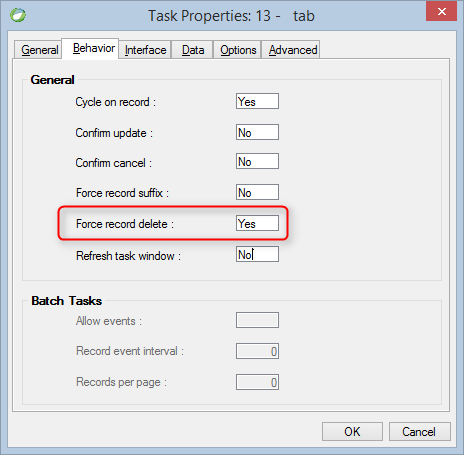 Task Properties: 13 - tab
General Behavior Interface Data Options Advanced
General
Cycle on record : Yes
Confirm update : No
Confirm cancel : No
Force record suffix : No
Force record delete : Yes
Refresh task window : No
Batch Tasks
Allow events :
Record event interval : 0
Records per page : 0
OK Cancel